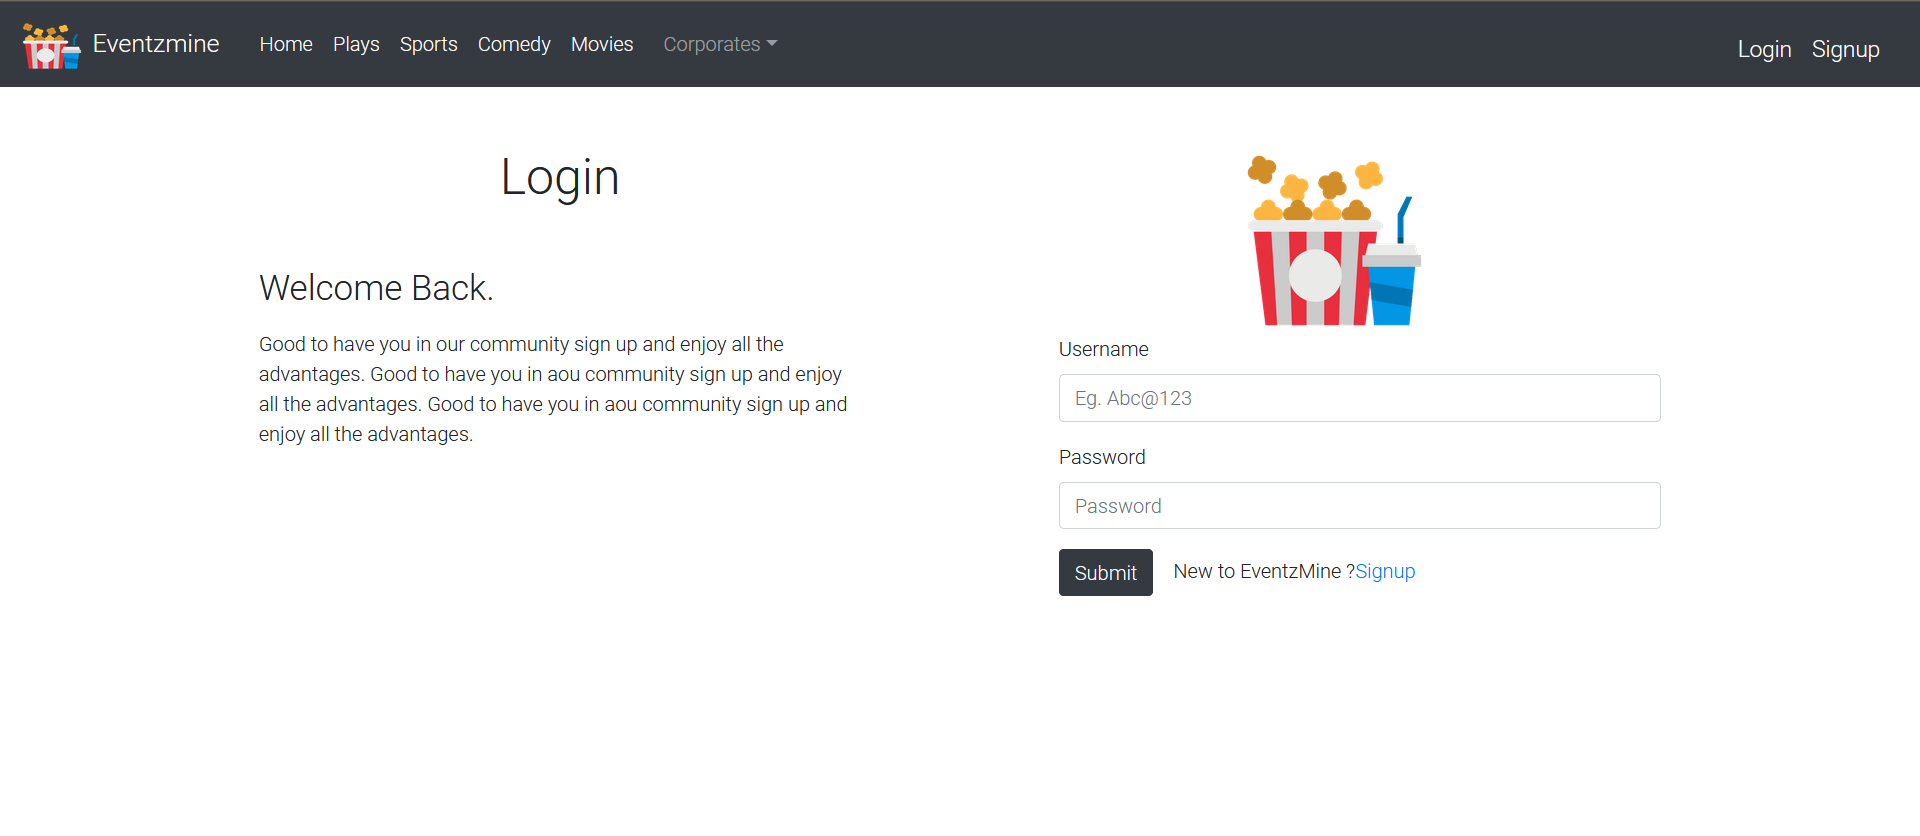 Eventzmine Home Plays Sports Comedy Movies Corporates Login Signup
Login
Welcome Back.
Good to have you in our community sign up and enjoy all the
advantages. Good to have you in aou community sign up and enjoy
all the advantages. Good to have you in aou community sign up and
enjoy all the advantages.
Username
Eg. Abc@123
Password
Password
Submit New to EventzMine ?Signup